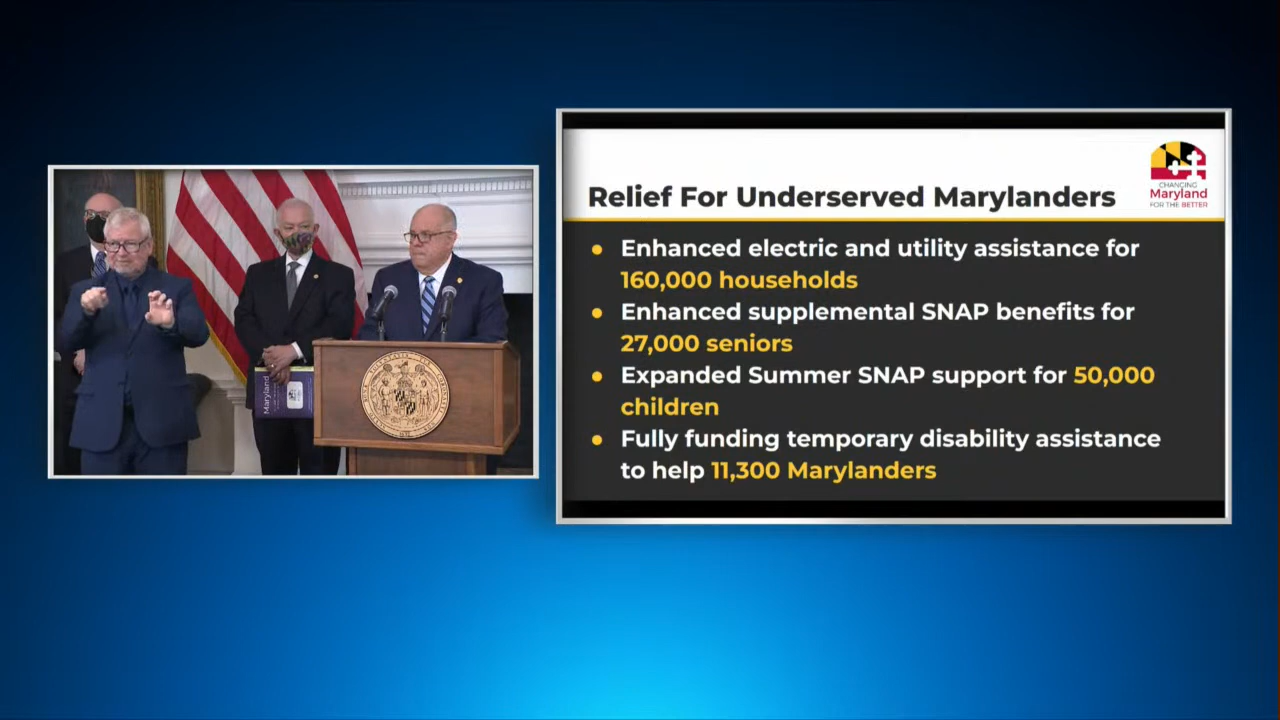 Relief For Underserved Marylanders
CHANGING
Maryland
FOR THE BETTER
● Enhanced electric and utility assistance for
160,000 households
● Enhanced supplemental SNAP benefits for
27,000 seniors
● Expanded Summer SNAP support for 50,000
children
● Fully funding temporary disability assistance
to help 11,300 Marylanders
Maryland